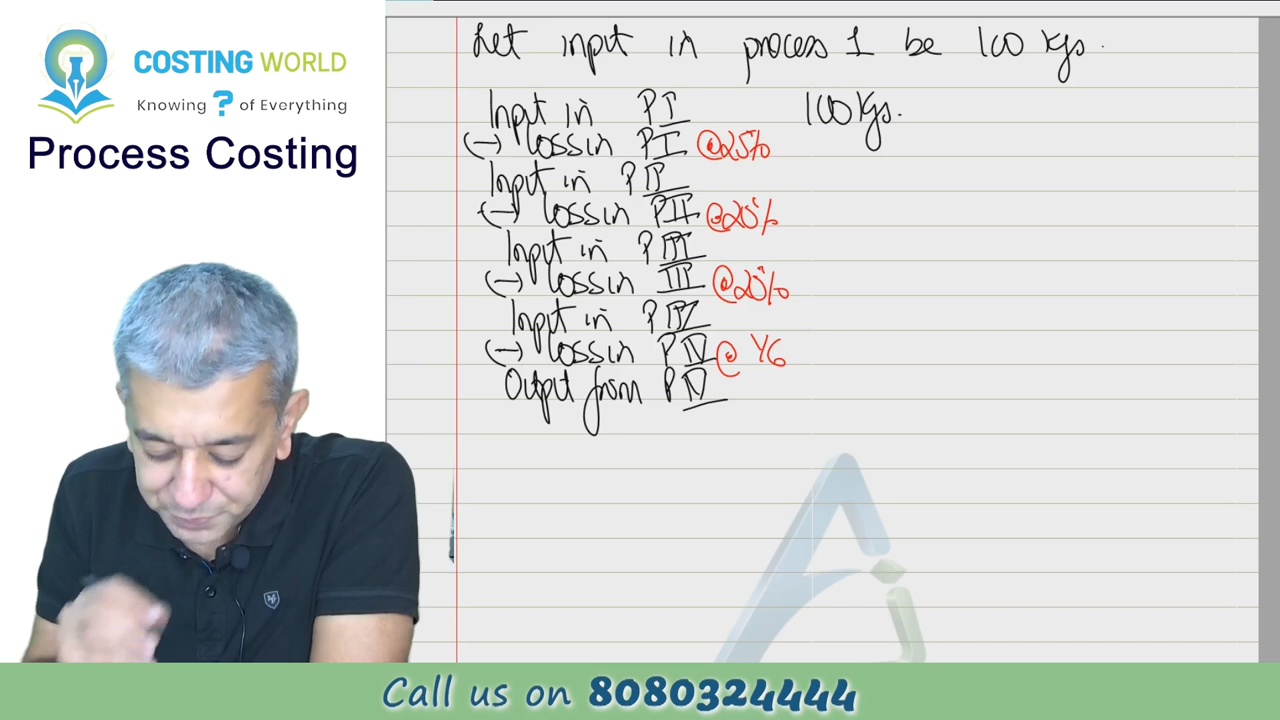 COSTING WORLD
Knowing ? of Everything
Process Costing
Let input in process 1 be 100 Kgs.
Input in PI 100 Kgs.
(-) Loss in PI @25%
Input in PII
(-) Loss in PII @20%
Input in PIII
(-) Loss in III @20%
Input in PIV
(-) Loss in PIV @ 1/6
Output from PIV
Call us on 8080324444